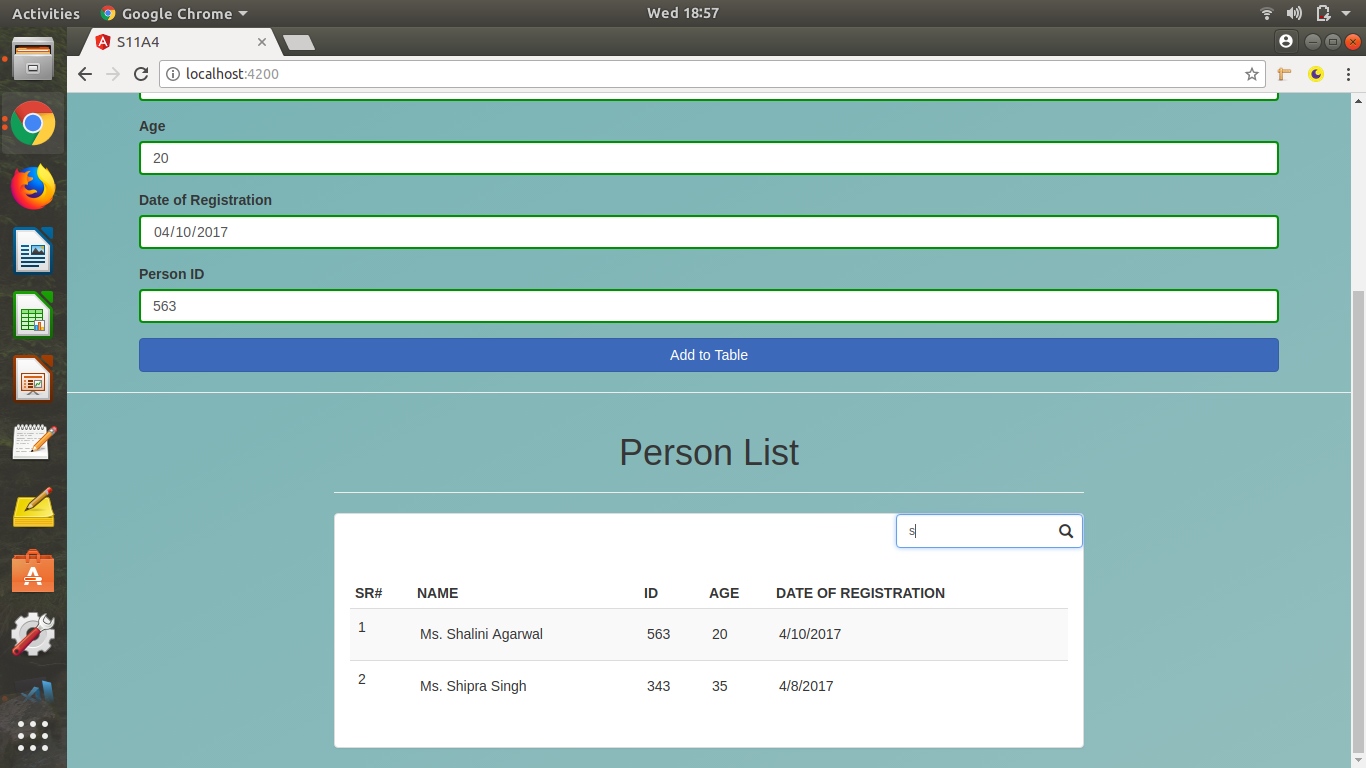 Activities Google Chrome Wed 18:57
S11A4
localhost:4200
Age
20
Date of Registration
04/10/2017
Person ID
563
Add to Table
Person List
s
SR# NAME ID AGE DATE OF REGISTRATION
1 Ms. Shalini Agarwal 563 20 4/10/2017
2 Ms. Shipra Singh 343 35 4/8/2017